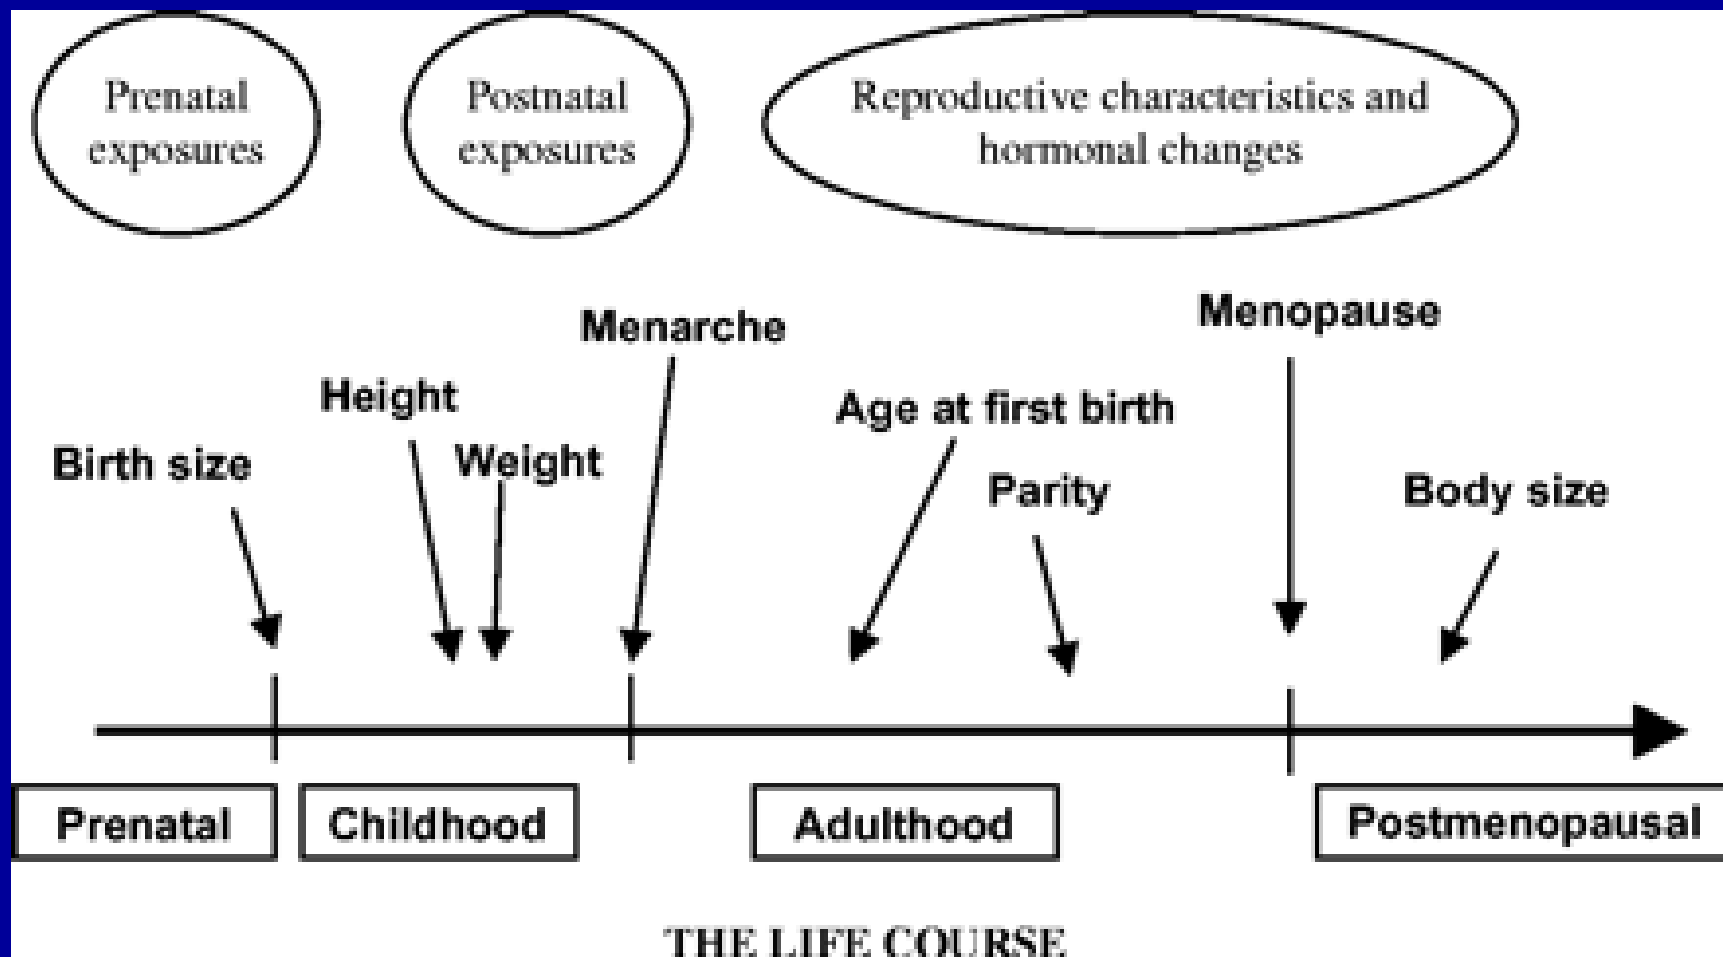 Prenatal
exposures
Postnatal
exposures
Reproductive characteristics and
hormonal changes
Menarche
Menopause
Height
Age at first birth
Birth size
Weight
Parity
Body size
Prenatal
Childhood
Adulthood
Postmenopausal
THE LIFE COURSE